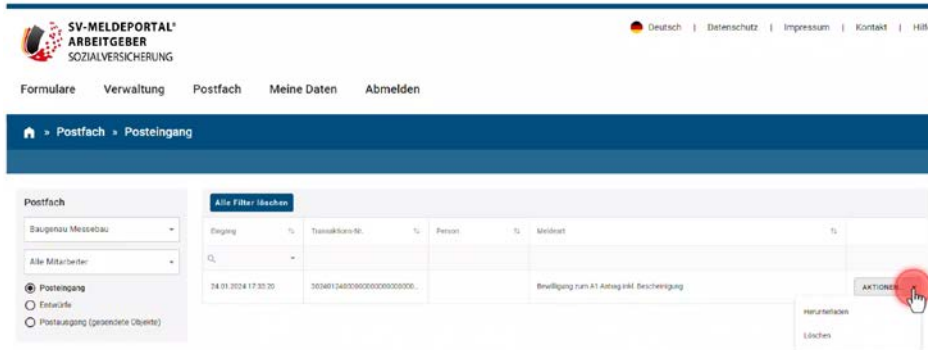 SV-MELDEPORTAL®
ARBEITGEBER
SOZIALVERSICHERUNG
Deutsch | Datenschutz | Impressum | Kontakt | Hilfe
Formulare Verwaltung Postfach Meine Daten Abmelden
» Postfach » Posteingang
Postfach
Alle Filter löschen
Baugenau Messebau
Eingang Transaktions-Nr. Person Meldeart
Alle Mitarbeiter
Posteingang
24.01.2024 17:33:20 Bewilligung zum A1 Antrag inkl. Bescheinigung AKTIONEN
Entwürfe
Postausgang (gesendete Objekte)
Herunterladen
Löschen